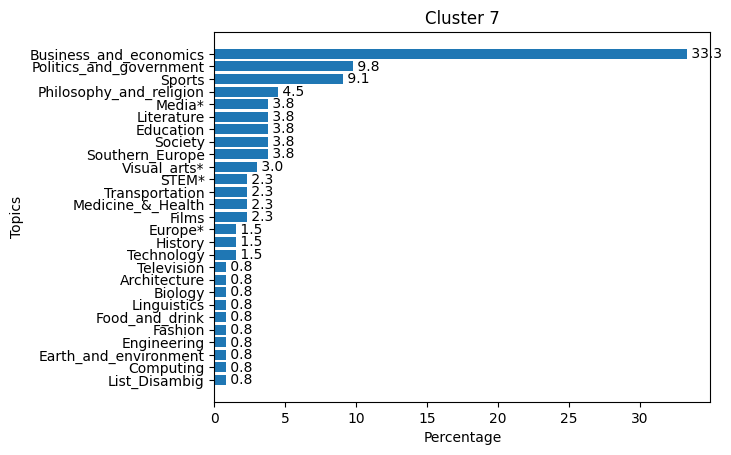 Cluster 7
Topics
Business_and_economics 33.3
Politics_and_government 9.8
Sports 9.1
Philosophy_and_religion 4.5
Media* 3.8
Literature 3.8
Education 3.8
Society 3.8
Southern_Europe 3.8
Visual_arts* 3.0
STEM* 2.3
Transportation 2.3
Medicine_&_Health 2.3
Films 2.3
Europe* 1.5
History 1.5
Technology 1.5
Television 0.8
Architecture 0.8
Biology 0.8
Linguistics 0.8
Food_and_drink 0.8
Fashion 0.8
Engineering 0.8
Earth_and_environment 0.8
Computing 0.8
List_Disambig 0.8
0 5 10 15 20 25 30
Percentage